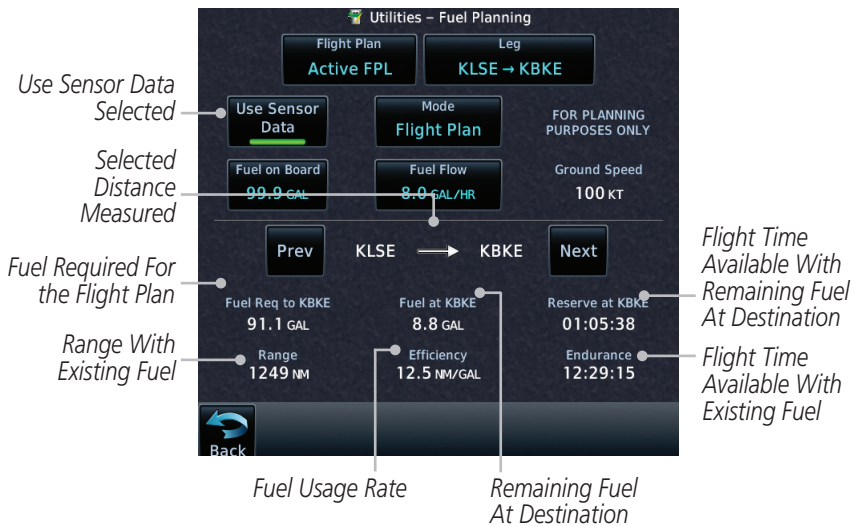 Utilities – Fuel Planning
Flight Plan
Active FPL
Leg
KLSE → KBKE
Use Sensor Data
Selected
Use Sensor
Data
Mode
Flight Plan
FOR PLANNING
PURPOSES ONLY
Selected
Distance
Measured
Fuel on Board
99.9 GAL
Fuel Flow
8.0 GAL/HR
Ground Speed
100 KT
Prev
KLSE → KBKE
Next
Flight Time
Available With
Remaining Fuel
At Destination
Fuel Required For
the Flight Plan
Fuel Req to KBKE
91.1 GAL
Fuel at KBKE
8.8 GAL
Reserve at KBKE
01:05:38
Range With
Existing Fuel
Range
1249 NM
Efficiency
12.5 NM/GAL
Endurance
12:29:15
Flight Time
Available With
Existing Fuel
Back
Fuel Usage Rate
Remaining Fuel
At Destination